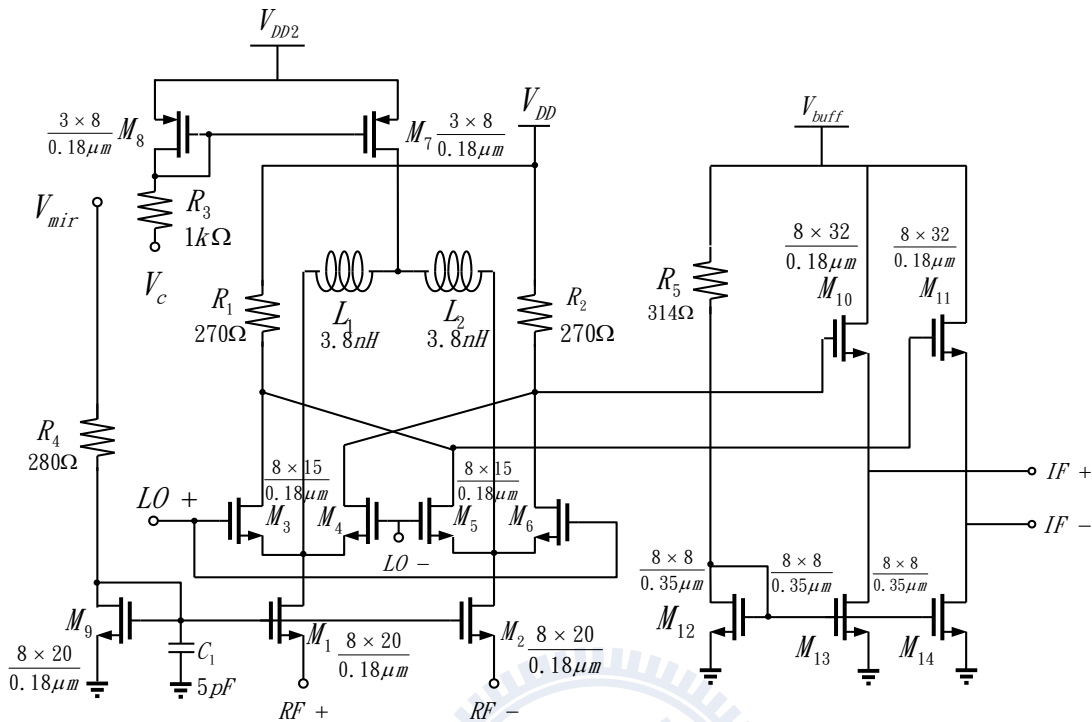 V_DD2
3 × 8 / 0.18μm M_8
M_7 3 × 8 / 0.18μm
V_DD
V_buff
V_mir
R_3
1kΩ
V_c
R_1
270Ω
L_1
3.8nH
L_2
3.8nH
R_2
270Ω
R_5
314Ω
8 × 32 / 0.18μm
M_10
8 × 32 / 0.18μm
M_11
R_4
280Ω
LO +
8 × 15 / 0.18μm
M_3
M_4
8 × 15 / 0.18μm
M_5
M_6
LO -
IF +
IF -
8 × 8 / 0.35μm
M_12
8 × 8 / 0.35μm
M_13
8 × 8 / 0.35μm
M_14
M_9
8 × 20 / 0.18μm
C_1
5pF
M_1 8 × 20 / 0.18μm
M_2 8 × 20 / 0.18μm
RF +
RF -